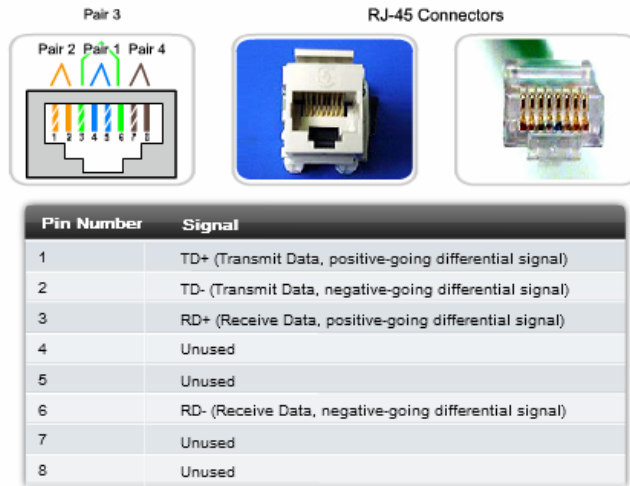 Pair 3
RJ-45 Connectors
Pair 2 Pair 1 Pair 4
1 2 3 4 5 6 7 8
Pin Number Signal
1 TD+ (Transmit Data, positive-going differential signal)
2 TD- (Transmit Data, negative-going differential signal)
3 RD+ (Receive Data, positive-going differential signal)
4 Unused
5 Unused
6 RD- (Receive Data, negative-going differential signal)
7 Unused
8 Unused